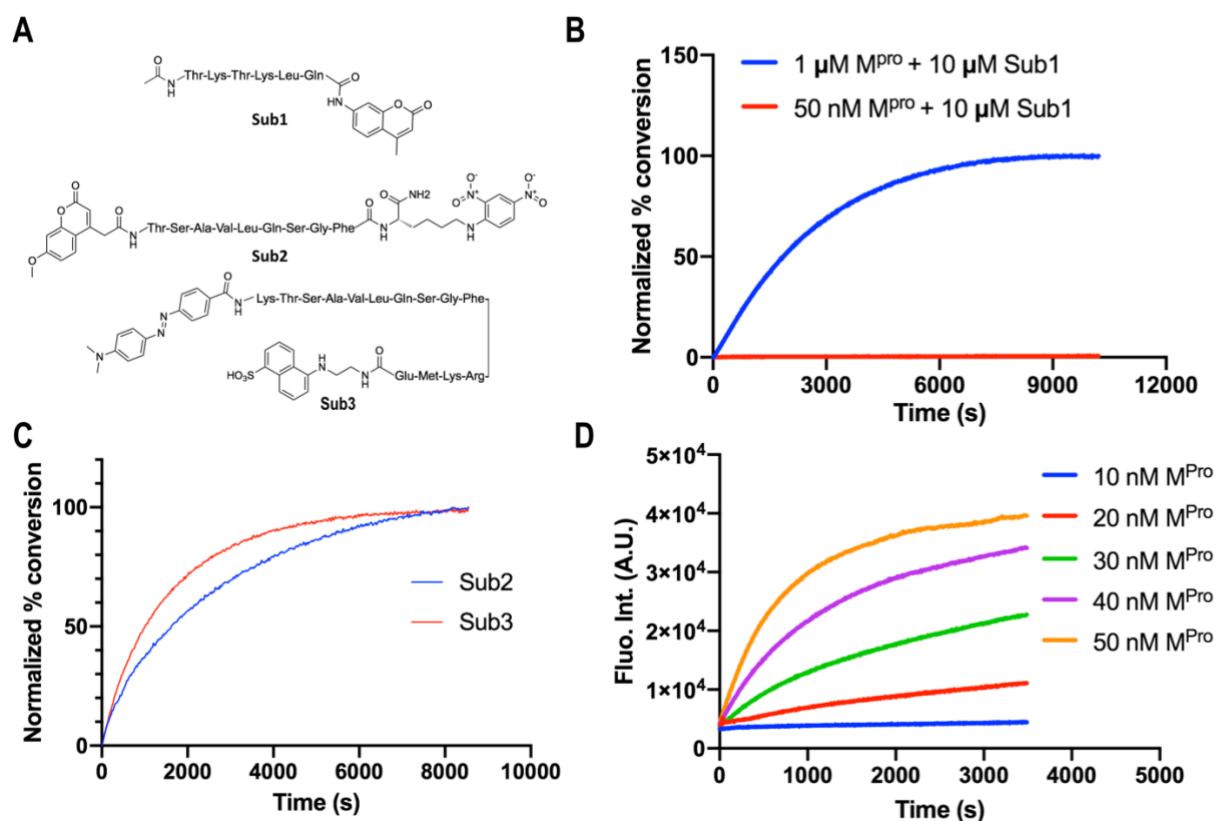 A
Thr-Lys-Thr-Lys-Leu-Gln
O
NH
O
HN
O
O
Sub1
O
O
O
O
N
H
Thr-Ser-Ala-Val-Leu-Gln-Ser-Gly-Phe
O
N
H
O
NH2
N
H
O-
N+
O
O-
N+
O
Sub2
N
N
N
O
N
H
Lys-Thr-Ser-Ala-Val-Leu-Gln-Ser-Gly-Phe
HO3S
H
N
N
H
O
Glu-Met-Lys-Arg
Sub3
B
Normalized % conversion
150
100
50
0
0
3000
6000
9000
12000
Time (s)
1 µM Mpro + 10 µM Sub1
50 nM Mpro + 10 µM Sub1
C
Normalized % conversion
100
50
0
0
2000
4000
6000
8000
10000
Time (s)
Sub2
Sub3
D
Fluo. Int. (A.U.)
5×10⁴
4×10⁴
3×10⁴
2×10⁴
1×10⁴
0
0
1000
2000
3000
4000
5000
Time (s)
10 nM MPro
20 nM MPro
30 nM MPro
40 nM MPro
50 nM MPro